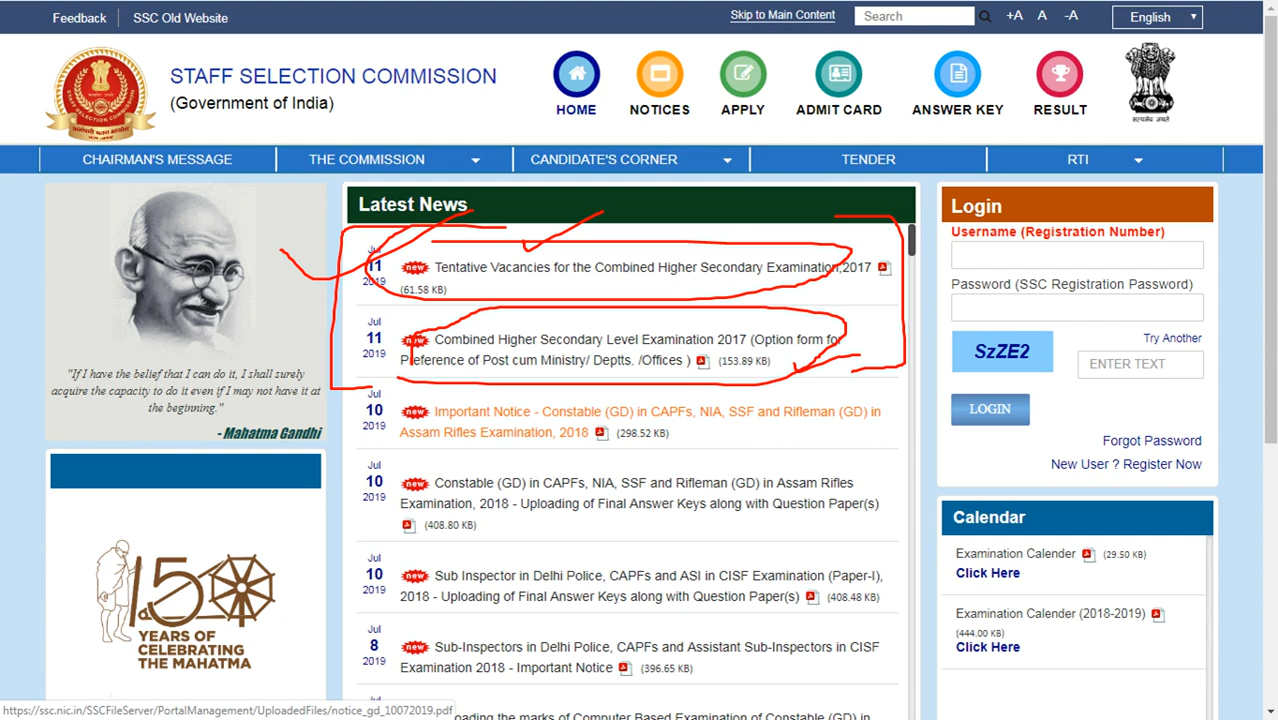 Feedback SSC Old Website Skip to Main Content Search +A A -A English
STAFF SELECTION COMMISSION
(Government of India)
HOME NOTICES APPLY ADMIT CARD ANSWER KEY RESULT
सत्यमेव जयते
CHAIRMAN'S MESSAGE THE COMMISSION CANDIDATE'S CORNER TENDER RTI
"If I have the belief that I can do it, I shall surely
acquire the capacity to do it even if I may not have it at
the beginning."
- Mahatma Gandhi
150
YEARS OF
CELEBRATING
THE MAHATMA
Latest News
Jul
11
2019
new Tentative Vacancies for the Combined Higher Secondary Examination,2017
(61.58 KB)
Jul
11
2019
new Combined Higher Secondary Level Examination 2017 (Option form for
Preference of Post cum Ministry/ Deptts. /Offices ) (153.89 KB)
Jul
10
2019
new Important Notice - Constable (GD) in CAPFs, NIA, SSF and Rifleman (GD) in
Assam Rifles Examination, 2018 (298.52 KB)
Jul
10
2019
new Constable (GD) in CAPFs, NIA, SSF and Rifleman (GD) in Assam Rifles
Examination, 2018 - Uploading of Final Answer Keys along with Question Paper(s)
(408.80 KB)
Jul
10
2019
new Sub Inspector in Delhi Police, CAPFs and ASI in CISF Examination (Paper-I),
2018 - Uploading of Final Answer Keys along with Question Paper(s) (408.48 KB)
Jul
8
2019
new Sub-Inspectors in Delhi Police, CAPFs and Assistant Sub-Inspectors in CISF
Examination 2018 - Important Notice (396.65 KB)
the marks of Computer Based Examination of Constable (GD) in
Login
Username (Registration Number)
Password (SSC Registration Password)
SzZE2
Try Another
ENTER TEXT
LOGIN
Forgot Password
New User ? Register Now
Calendar
Examination Calender (29.50 KB)
Click Here
Examination Calender (2018-2019)
(444.00 KB)
Click Here
https://ssc.nic.in/SSCFileServer/PortalManagement/UploadedFiles/notice_gd_10072019.pdf